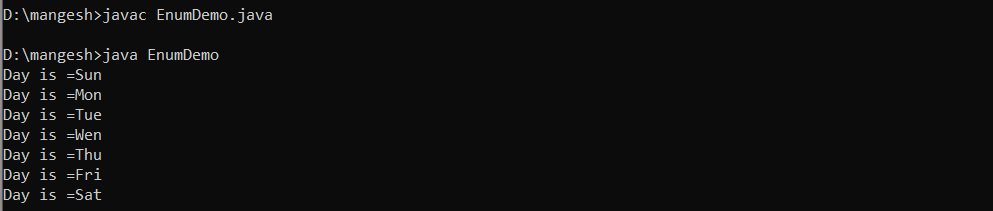 D:\mangesh>javac EnumDemo.java
D:\mangesh>java EnumDemo
Day is =Sun
Day is =Mon
Day is =Tue
Day is =Wen
Day is =Thu
Day is =Fri
Day is =Sat